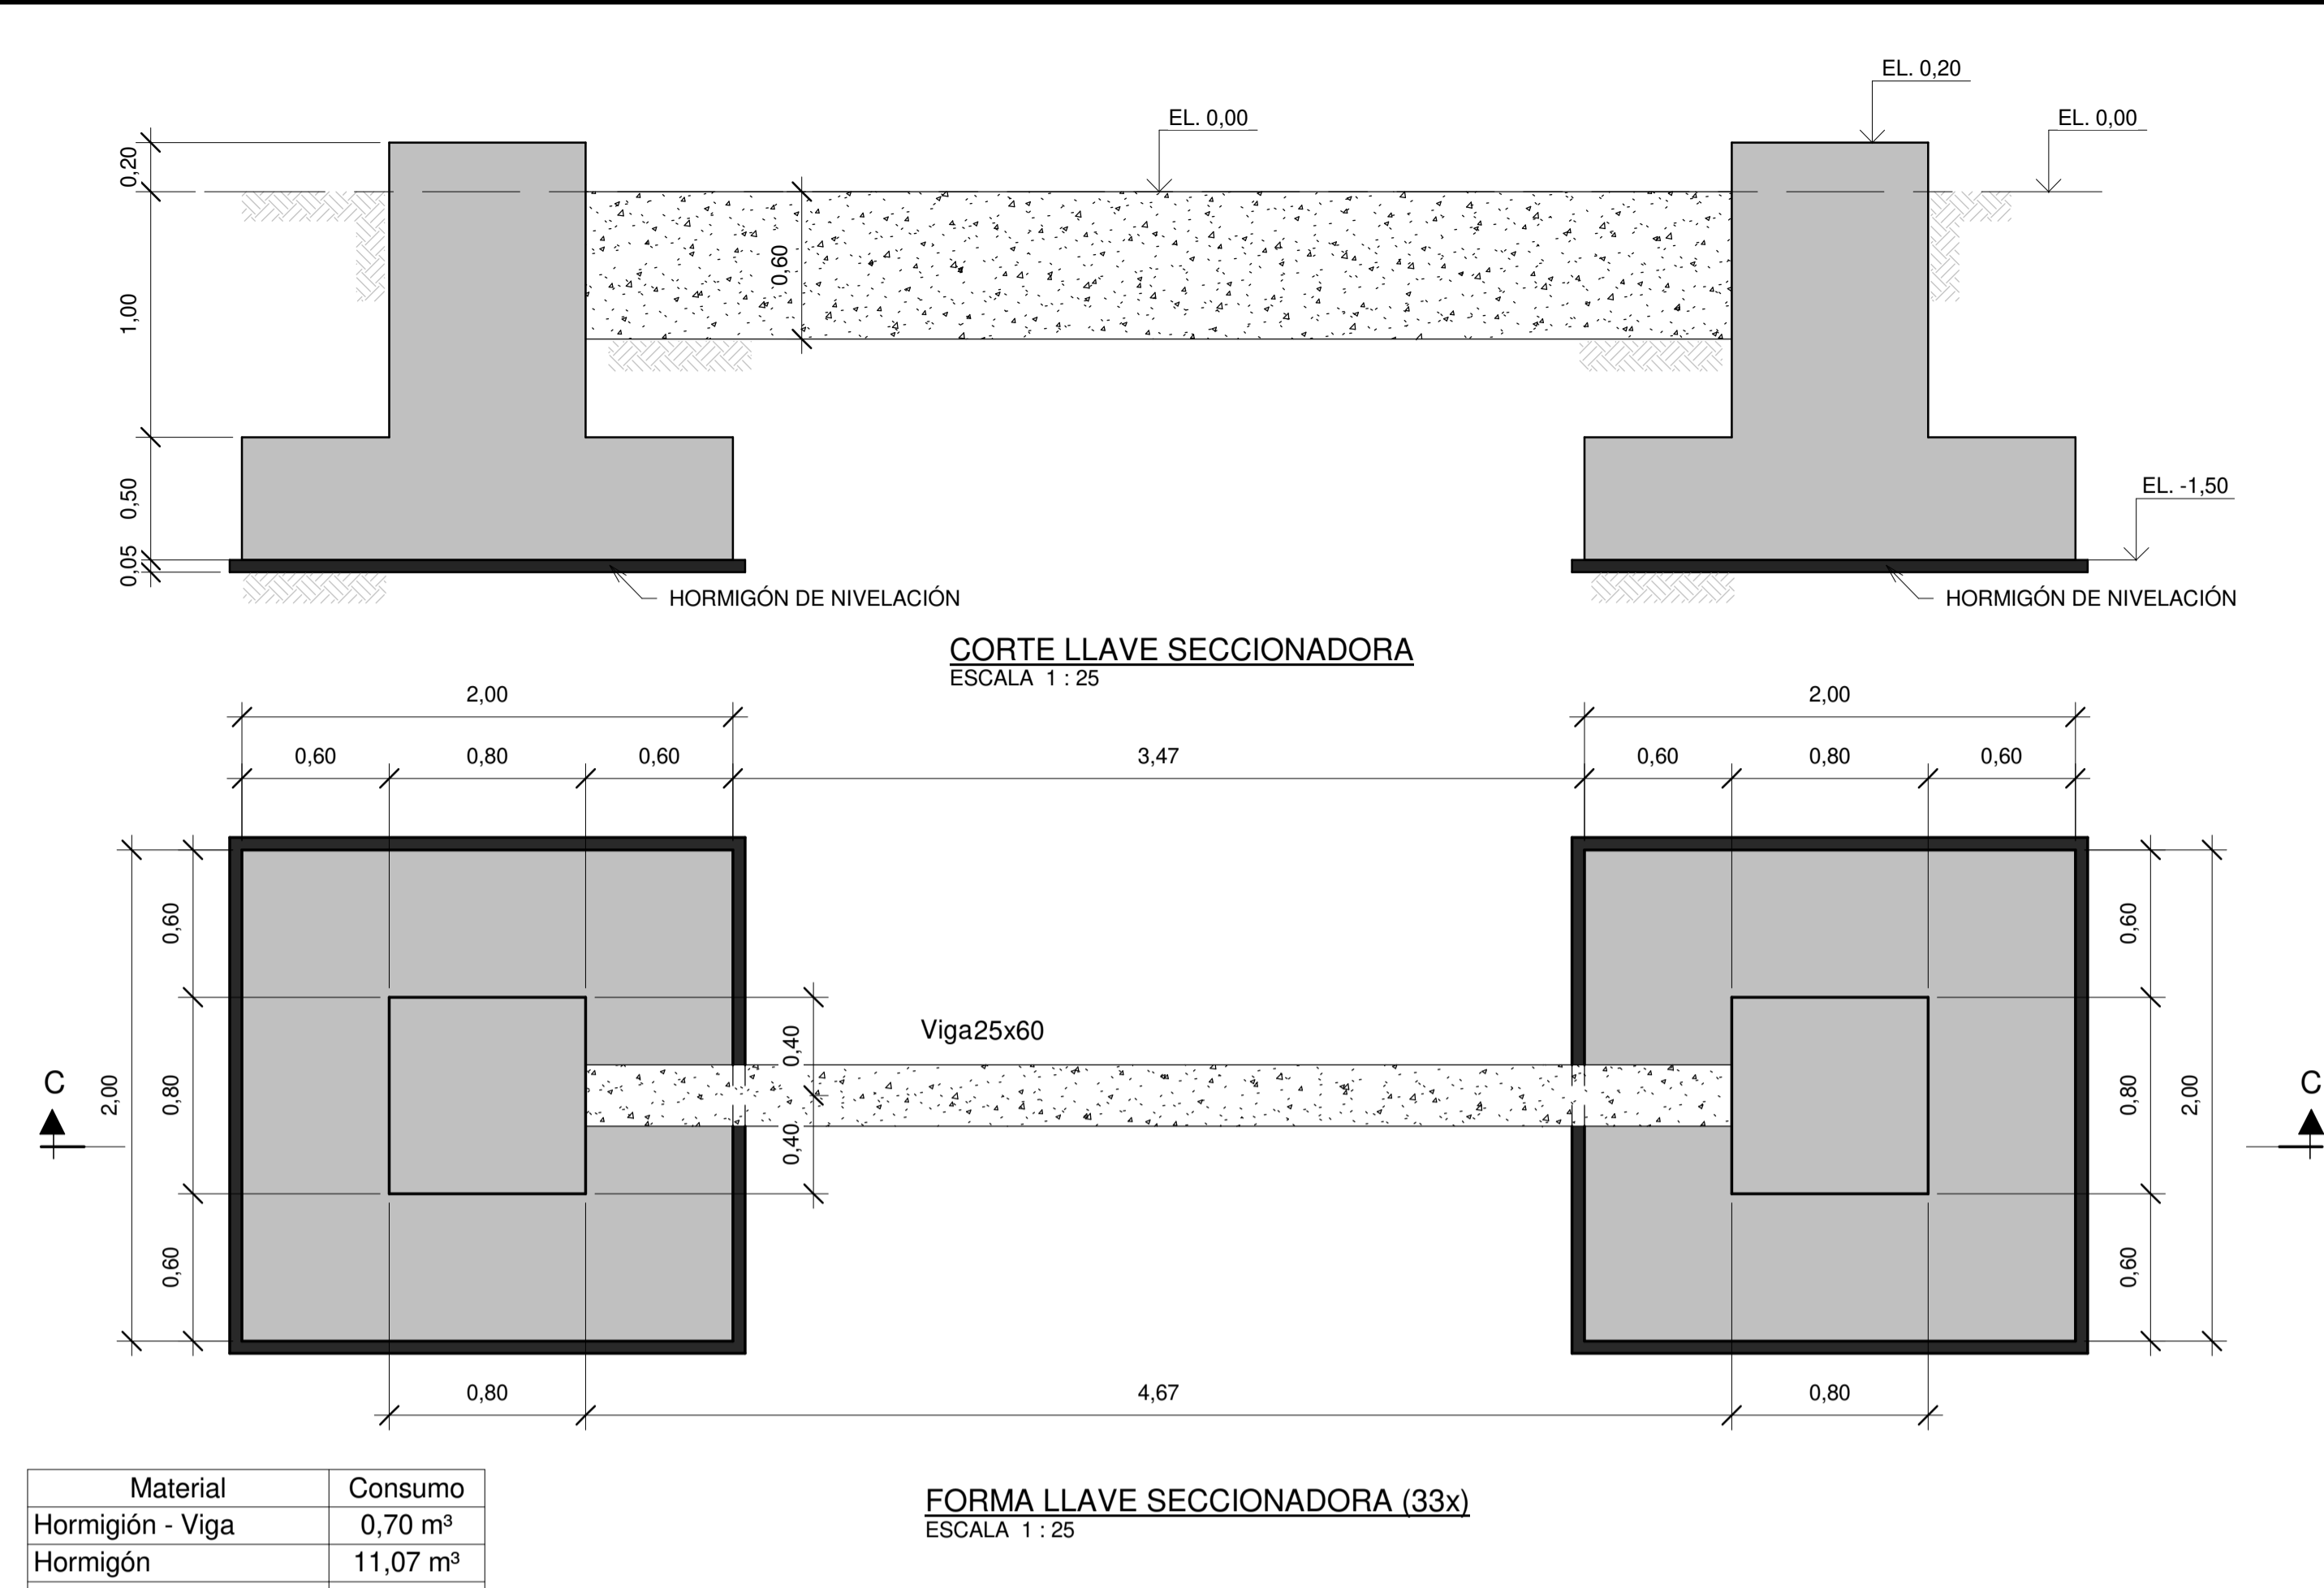 EL. 0,20
EL. 0,00
EL. 0,00
0,20
0,60
1,00
0,50
EL. -1,50
0,05
HORMIGÓN DE NIVELACIÓN
HORMIGÓN DE NIVELACIÓN
CORTE LLAVE SECCIONADORA
ESCALA 1 : 25
2,00
2,00
0,60
0,80
0,60
3,47
0,60
0,80
0,60
0,60
0,60
Viga25x60
0,40
C
2,00
0,80
0,80
2,00
C
0,40
0,60
0,60
0,80
4,67
0,80
Material Consumo
Hormigión - Viga 0,70 m³
Hormigón 11,07 m³
FORMA LLAVE SECCIONADORA (33x)
ESCALA 1 : 25